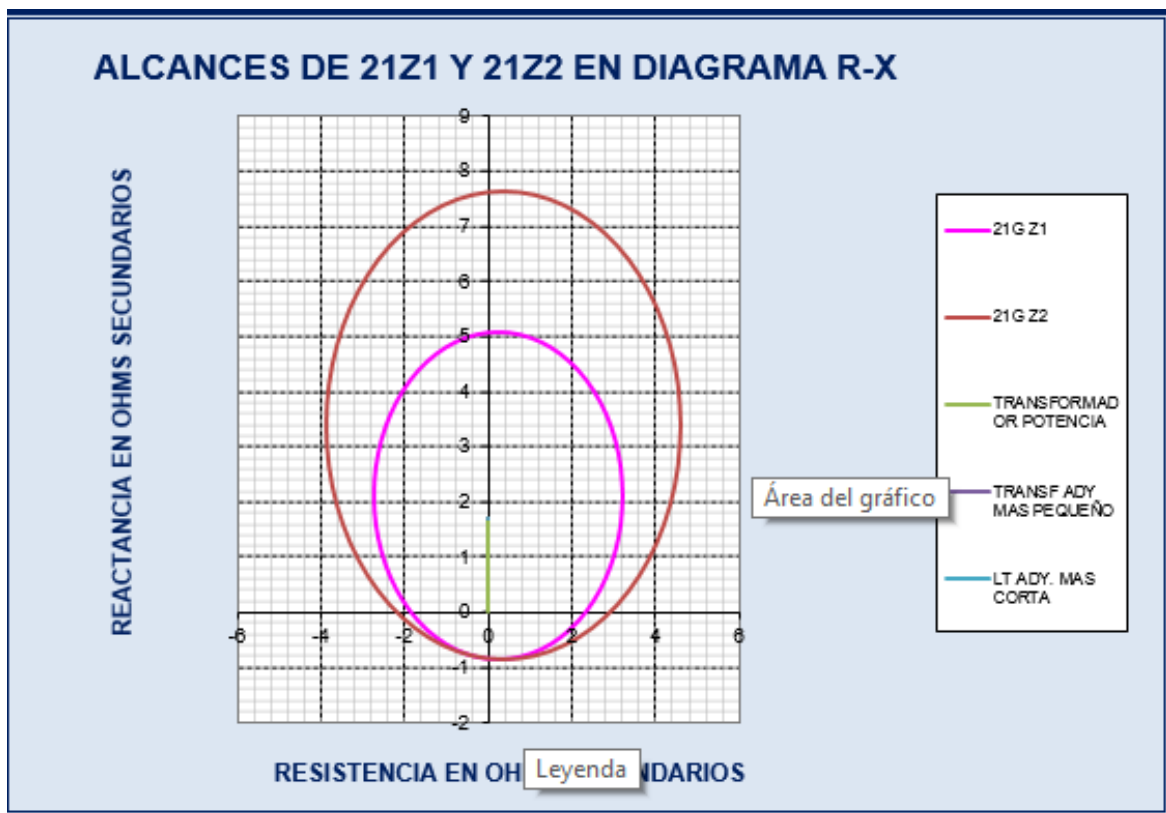 ALCANCES DE 21Z1 Y 21Z2 EN DIAGRAMA R-X
REACTANCIA EN OHMS SECUNDARIOS
9
8
7
6
5
4
3
2
1
0
-1
-2
-6
-4
-2
0
2
4
6
RESISTENCIA EN OH
NDARIOS
Leyenda
Área del gráfico
21G Z1
21G Z2
TRANSFORMAD
OR POTENCIA
TRANSF ADY
MAS PEQUEÑO
LT ADY. MAS
CORTA